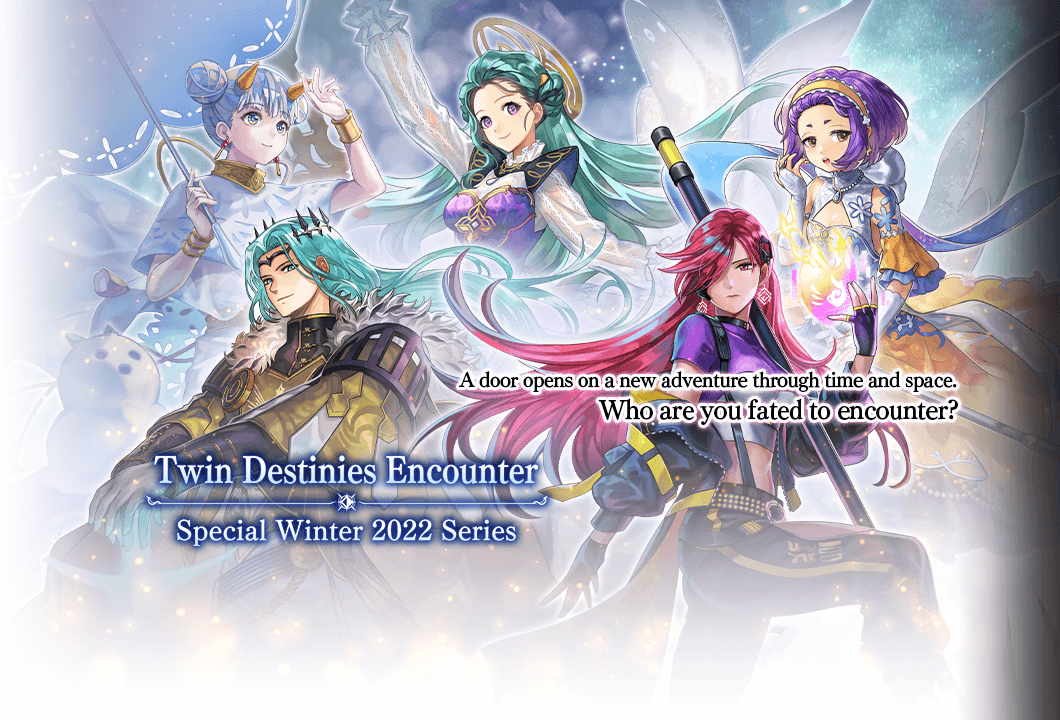 A door opens on a new adventure through time and space.
Who are you fated to encounter?
Twin Destinies Encounter
Special Winter 2022 Series